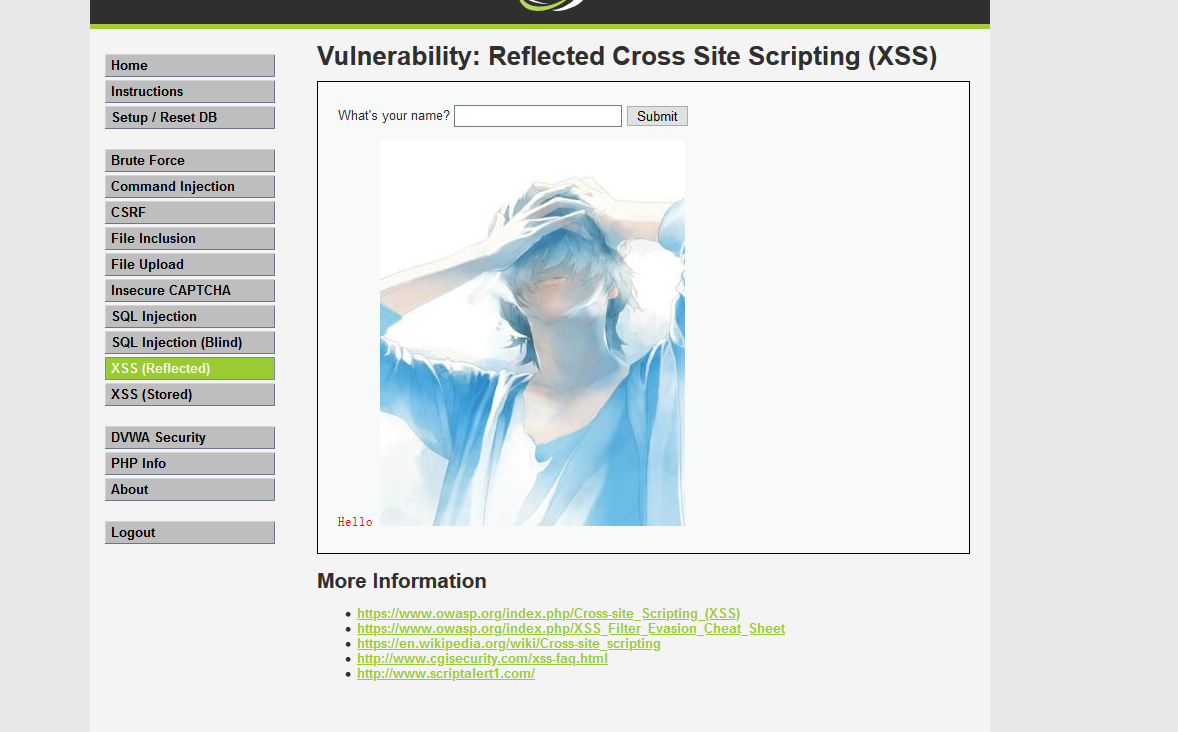 Vulnerability: Reflected Cross Site Scripting (XSS)
Home
Instructions
Setup / Reset DB
Brute Force
Command Injection
CSRF
File Inclusion
File Upload
Insecure CAPTCHA
SQL Injection
SQL Injection (Blind)
XSS (Reflected)
XSS (Stored)
DVWA Security
PHP Info
About
Logout
What's your name? Submit
Hello
More Information
https://www.owasp.org/index.php/Cross-site_Scripting_(XSS)
https://www.owasp.org/index.php/XSS_Filter_Evasion_Cheat_Sheet
https://en.wikipedia.org/wiki/Cross-site_scripting
http://www.cgisecurity.com/xss-faq.html
http://www.scriptalert1.com/